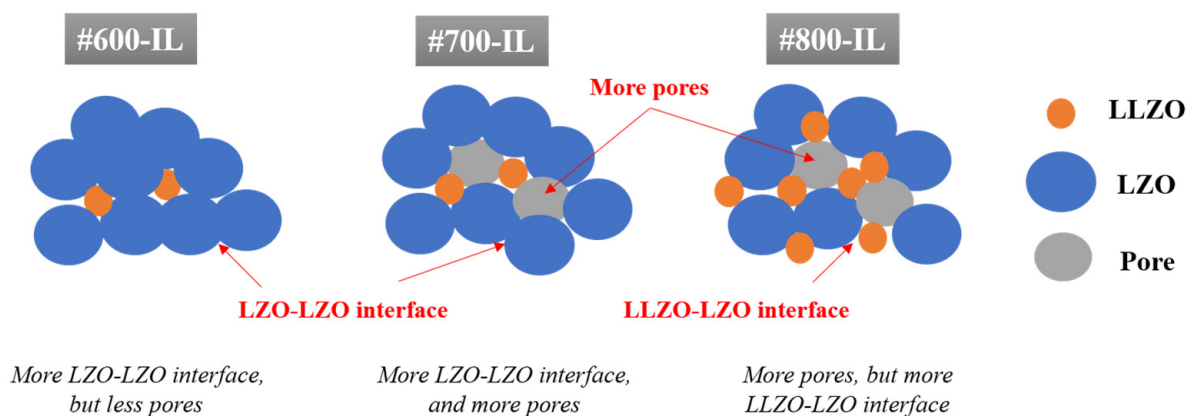 #600-IL
#700-IL
#800-IL
More pores
LLZO
LZO
Pore
LZO-LZO interface
LLZO-LZO interface
More LZO-LZO interface,
but less pores
More LZO-LZO interface,
and more pores
More pores, but more
LLZO-LZO interface